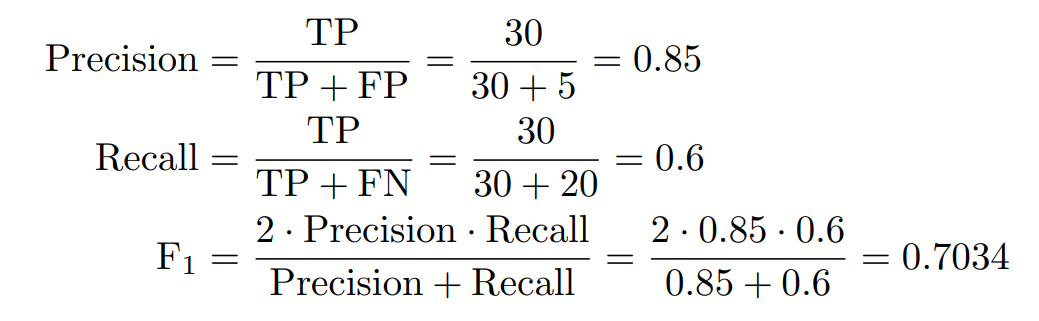 Precision = TP / (TP + FP) = 30 / (30 + 5) = 0.85
Recall = TP / (TP + FN) = 30 / (30 + 20) = 0.6
F₁ = (2 · Precision · Recall) / (Precision + Recall) = (2 · 0.85 · 0.6) / (0.85 + 0.6) = 0.7034